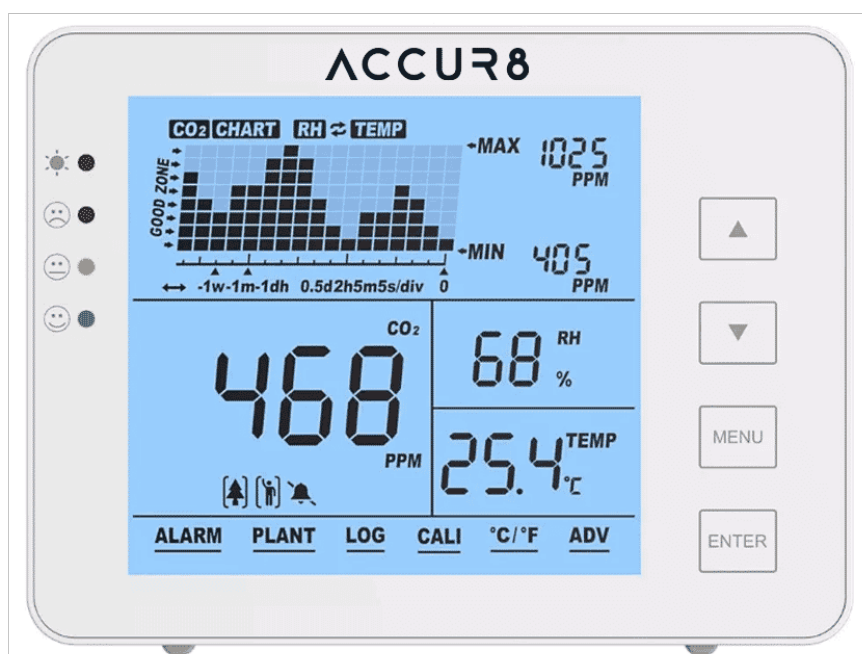 ACCUR8
CO₂ CHART RH TEMP
MAX 1025
PPM
GOOD ZONE
MIN 405
PPM
-1w-1m-1dh 0.5d2h5m5s/div 0
CO₂
468
PPM
68 RH
%
25.4 TEMP
°C
ALARM PLANT LOG CALI °C/°F ADV
MENU
ENTER